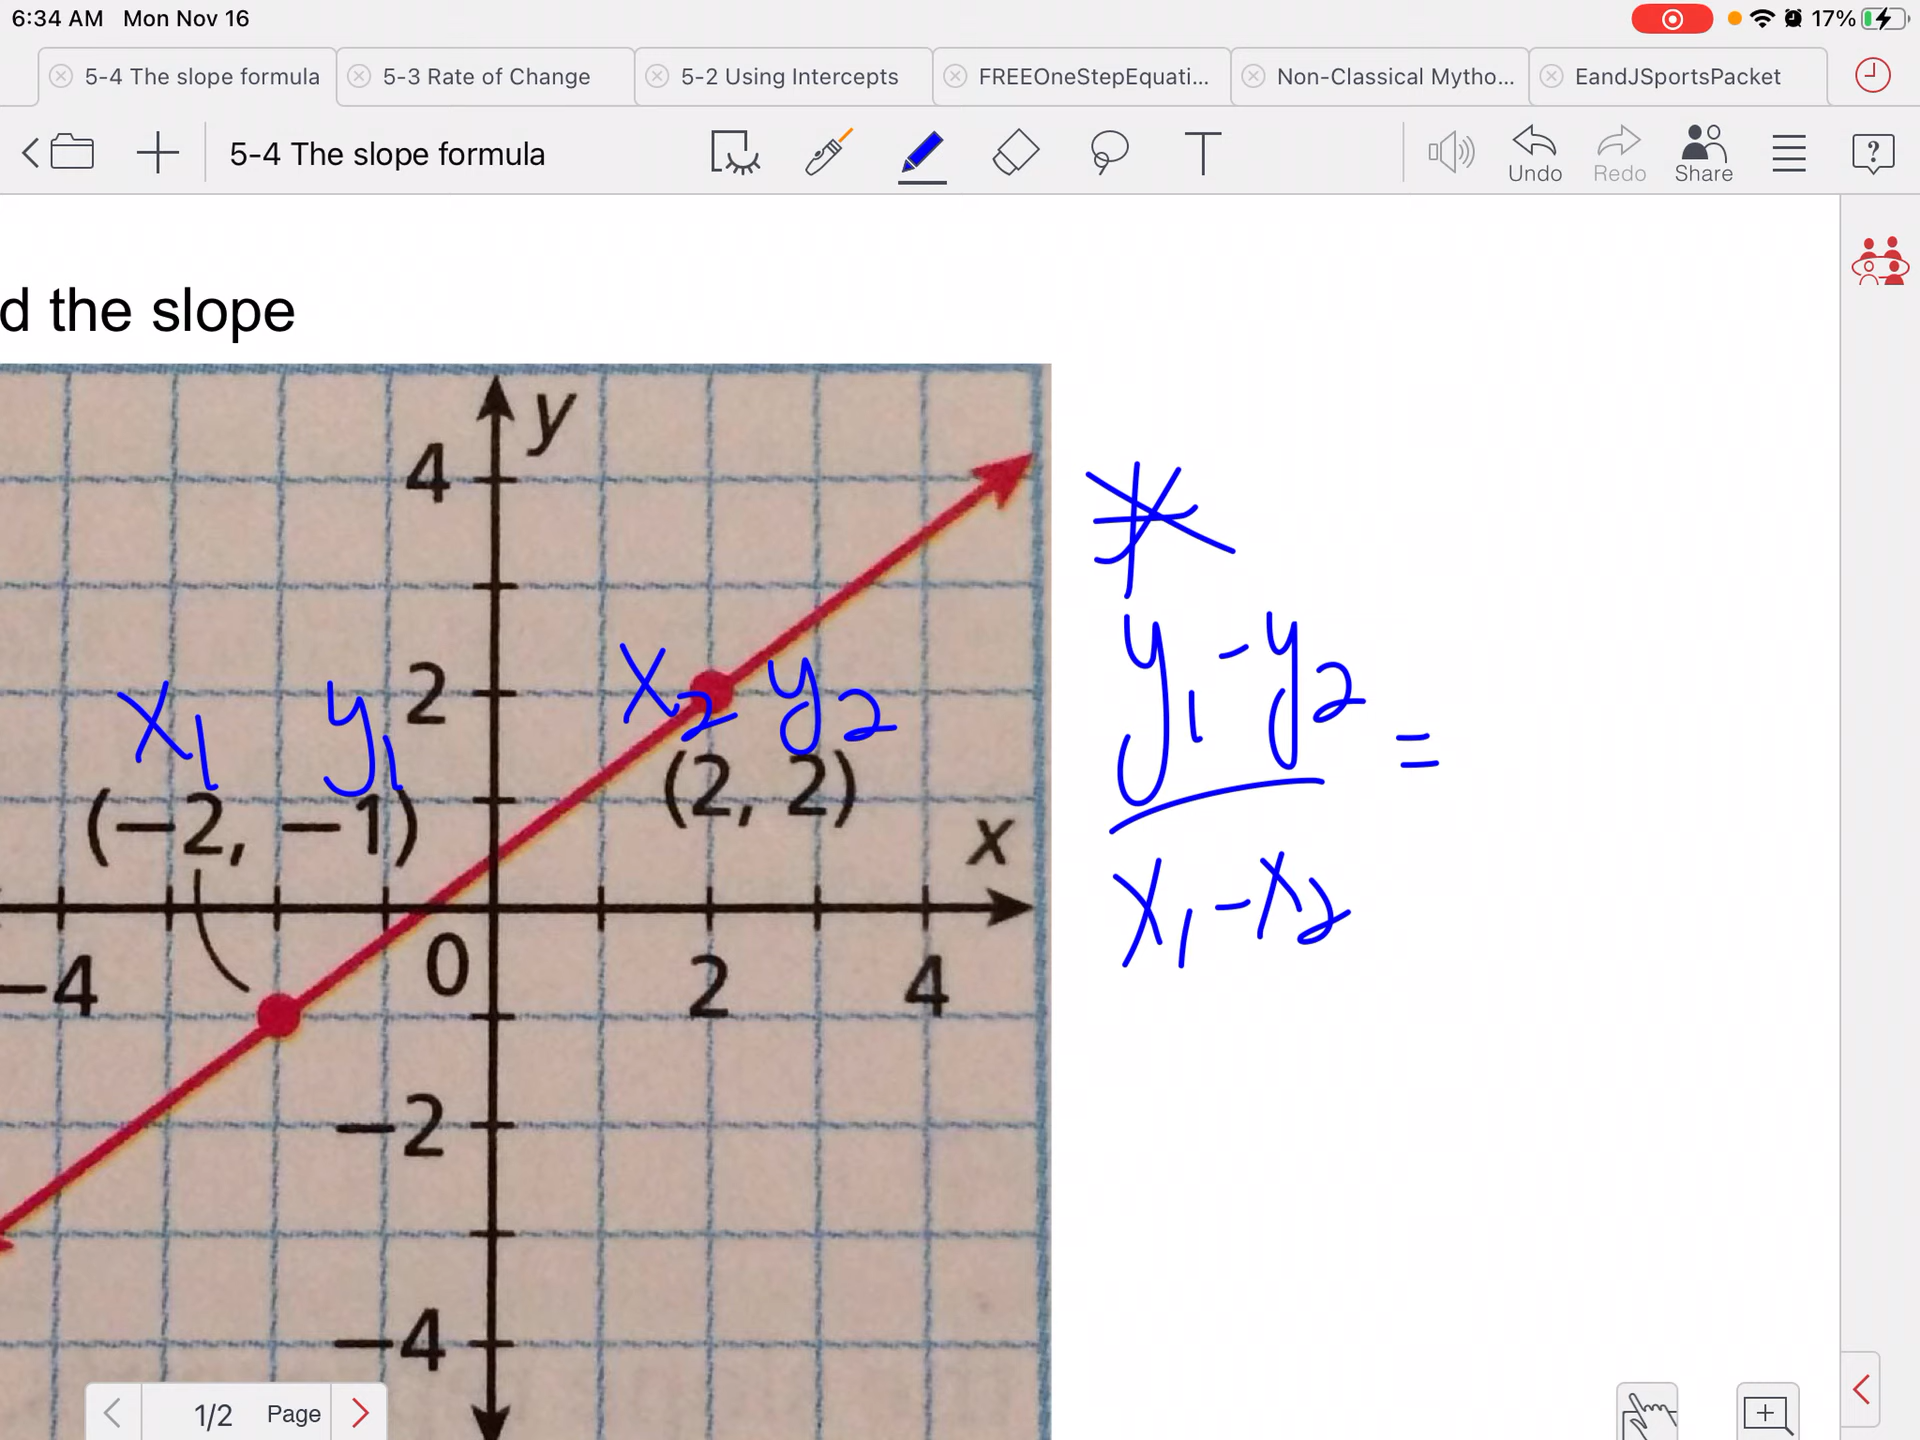 6:34 AM Mon Nov 16
17%
5-4 The slope formula
5-3 Rate of Change
5-2 Using Intercepts
FREEOneStepEquati...
Non-Classical Mytho...
EandJSportsPacket
5-4 The slope formula
T
Undo
Redo
Share
?
d the slope
y
4
2
x₁ y₁
x₂ y₂
(−2, −1)
(2, 2)
x
−4
0
2
4
−2
−4
*
y₁ - y₂
=
x₁ - x₂
1/2 Page